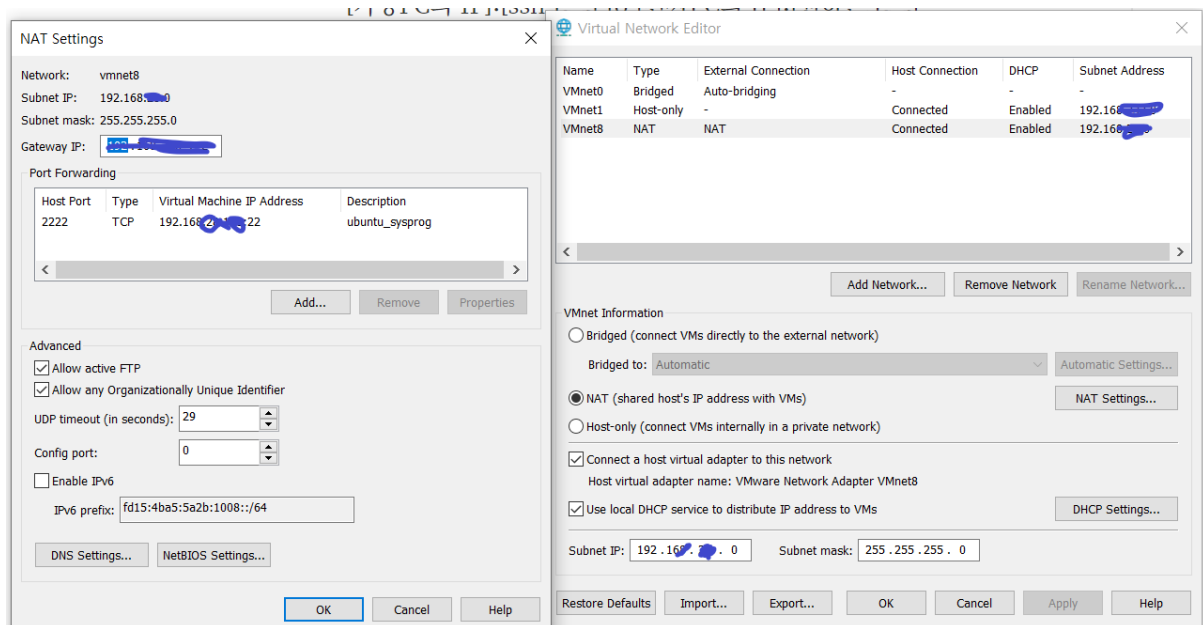 NAT Settings
Network: vmnet8
Subnet IP: 192.168. .0
Subnet mask: 255.255.255.0
Gateway IP:
Port Forwarding
Host Port Type Virtual Machine IP Address Description
2222 TCP 192.168. :22 ubuntu_sysprog
Add... Remove Properties
Advanced
Allow active FTP
Allow any Organizationally Unique Identifier
UDP timeout (in seconds): 29
Config port: 0
Enable IPv6
IPv6 prefix: fd15:4ba5:5a2b:1008::/64
DNS Settings... NetBIOS Settings...
OK Cancel Help
Virtual Network Editor
Name Type External Connection Host Connection DHCP Subnet Address
VMnet0 Bridged Auto-bridging - - -
VMnet1 Host-only - Connected Enabled 192.168
VMnet8 NAT NAT Connected Enabled 192.168
Add Network... Remove Network Rename Network...
VMnet Information
Bridged (connect VMs directly to the external network)
Bridged to: Automatic Automatic Settings...
NAT (shared host's IP address with VMs) NAT Settings...
Host-only (connect VMs internally in a private network)
Connect a host virtual adapter to this network
Host virtual adapter name: VMware Network Adapter VMnet8
Use local DHCP service to distribute IP address to VMs DHCP Settings...
Subnet IP: 192 . 168 . . 0 Subnet mask: 255 .255 .255 . 0
Restore Defaults Import... Export... OK Cancel Apply Help